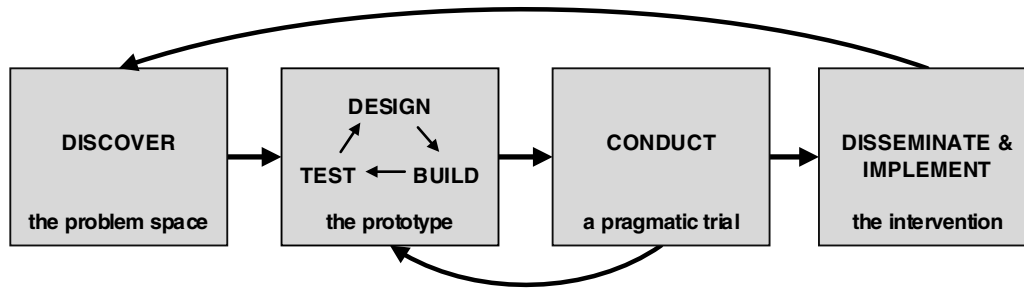 DISCOVER
the problem space
DESIGN
TEST
BUILD
the prototype
CONDUCT
a pragmatic trial
DISSEMINATE &
IMPLEMENT
the intervention